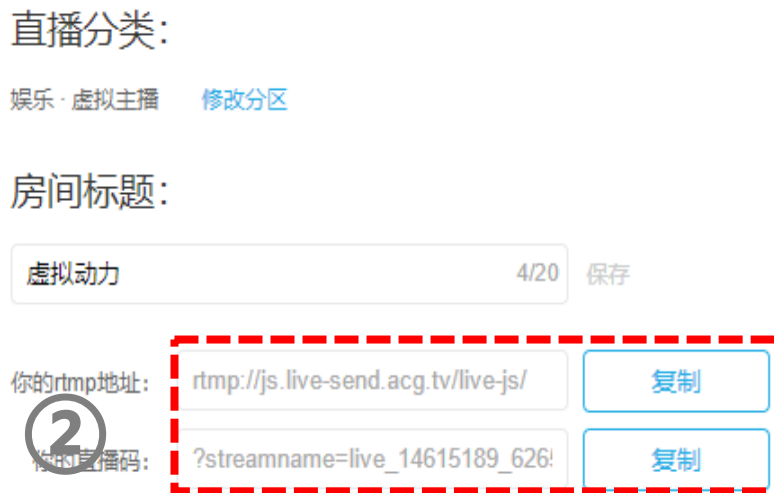 直播分类：
娱乐 · 虚拟主播 修改分区
房间标题：
虚拟动力 4/20 保存
你的rtmp地址： rtmp://js.live-send.acg.tv/live-js/ 复制
② 你的直播码： ?streamname=live_14615189_626 复制